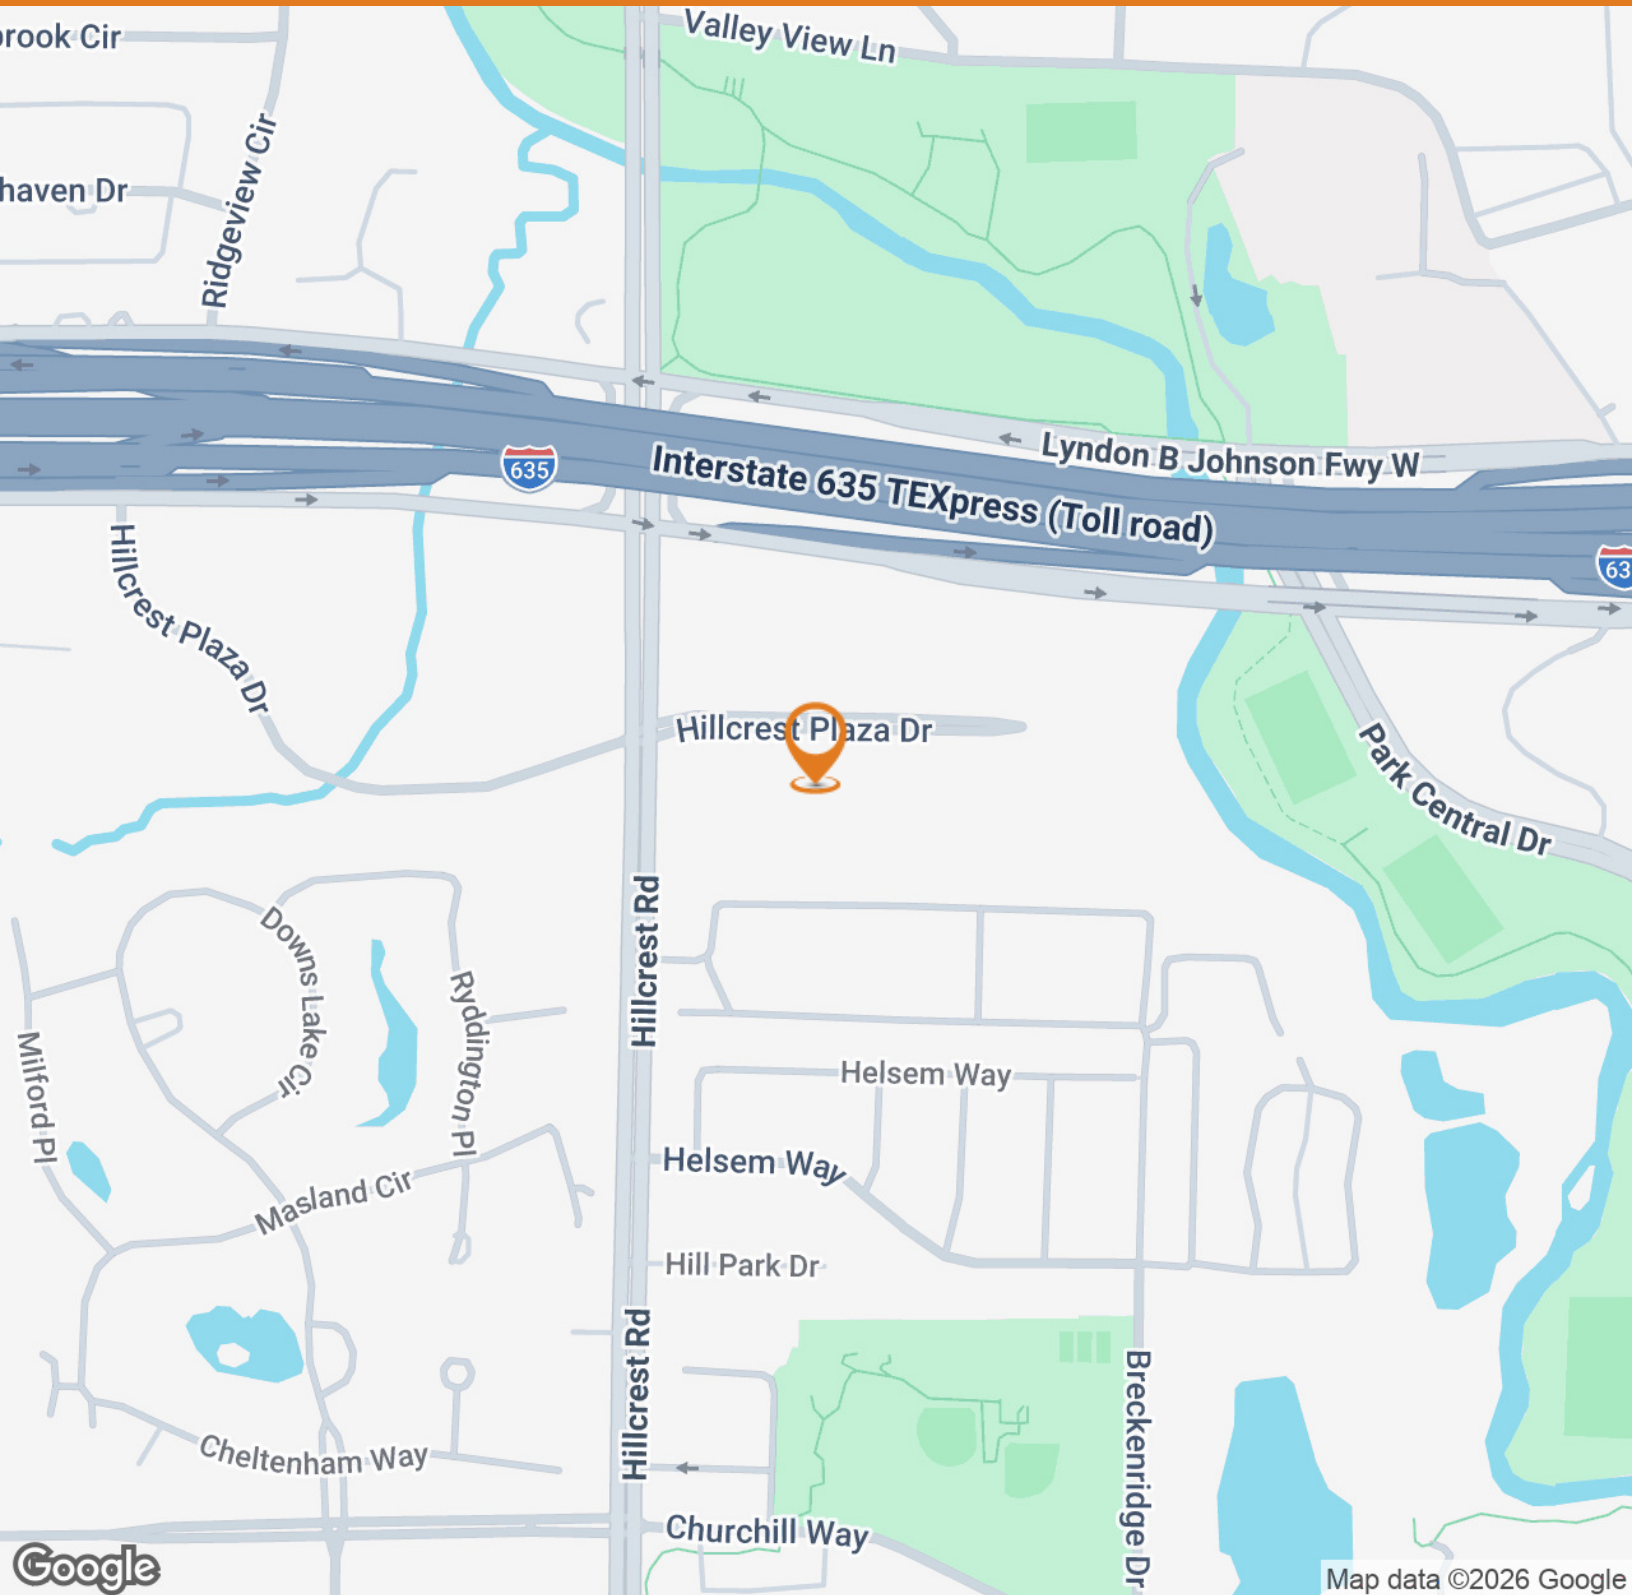 brook Cir
Valley View Ln
haven Dr
Ridgeview Cir
Lyndon B Johnson Fwy W
635
Interstate 635 TEXpress (Toll road)
63
Hillcrest Plaza Dr
Hillcrest Plaza Dr
Park Central Dr
Hillcrest Rd
Downs Lake Cir
Ryddington Pl
Milford Pl
Helsem Way
Helsem Way
Masland Cir
Hill Park Dr
Hillcrest Rd
Breckenridge Dr
Cheltenham Way
Churchill Way
Google
Map data ©2026 Google